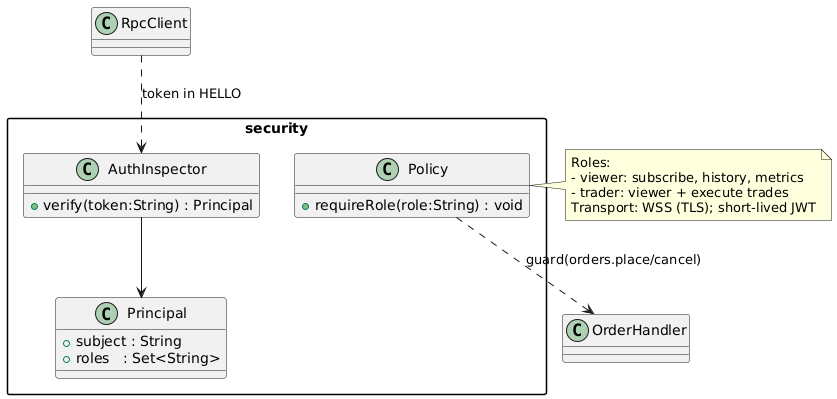 C RpcClient
token in HELLO
security
C AuthInspector
verify(token:String) : Principal
C Policy
requireRole(role:String) : void
Roles:
- viewer: subscribe, history, metrics
- trader: viewer + execute trades
Transport: WSS (TLS); short-lived JWT
guard(orders.place/cancel)
C Principal
subject : String
roles   : Set<String>
C OrderHandler